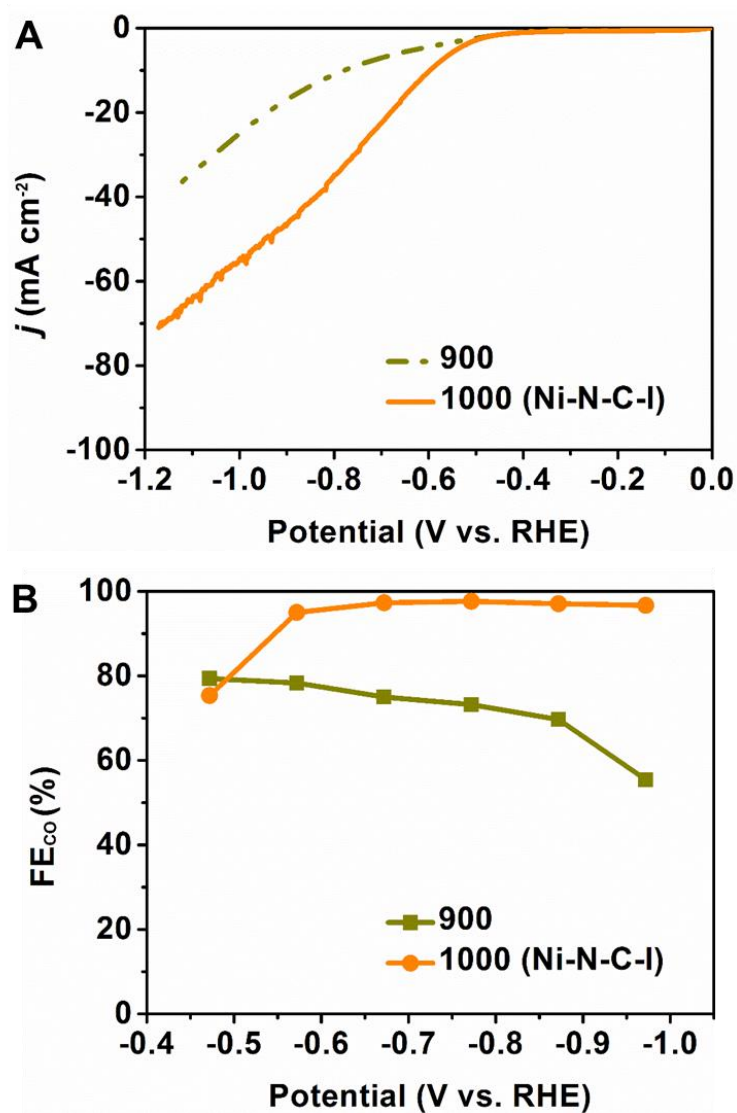 A
0
-20
-40
-60
-80
-100
j (mA cm-2)
900
1000 (Ni-N-C-I)
-1.2 -1.0 -0.8 -0.6 -0.4 -0.2 0.0
Potential (V vs. RHE)
B
100
80
60
40
20
0
FECO (%)
900
1000 (Ni-N-C-I)
-0.4 -0.5 -0.6 -0.7 -0.8 -0.9 -1.0
Potential (V vs. RHE)